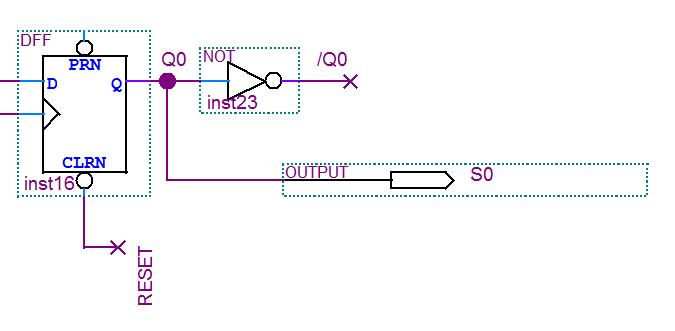 DFF
PRN
D
Q
CLRN
inst16
Q0
NOT
inst23
/Q0
OUTPUT
S0
RESET